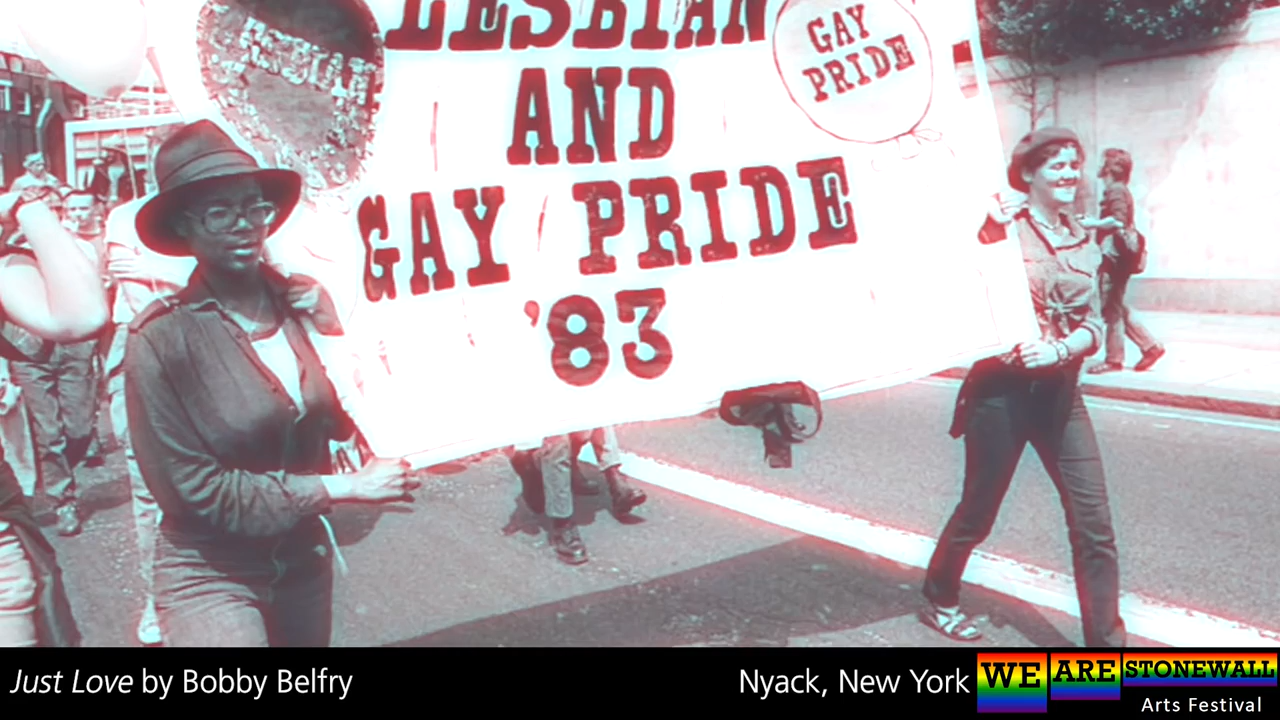 LESBIAN
AND
GAY PRIDE
'83
GAY
PRIDE
LESBIAN
Just Love by Bobby Belfry
Nyack, New York
WE ARE STONEWALL
Arts Festival